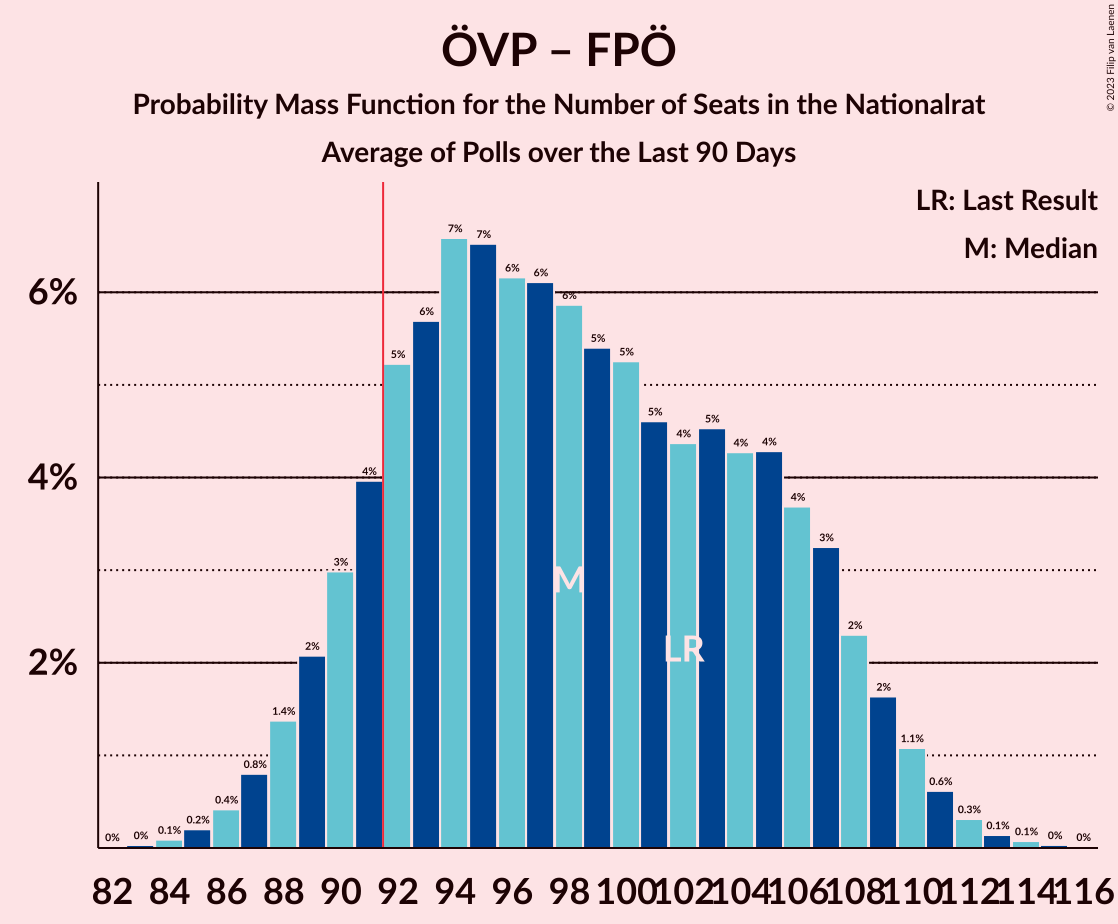 ÖVP – FPÖ
Probability Mass Function for the Number of Seats in the Nationalrat
Average of Polls over the Last 90 Days
© 2023 Filip van Laenen
LR: Last Result
M: Median
6%
4%
2%
0% 0% 0.1% 0.2% 0.4% 0.8% 1.4% 2% 3% 4% 5% 6% 7% 7% 6% 6% 6% 5% 5% 5% 4% 5% 4% 4% 4% 3% 2% 2% 1.1% 0.6% 0.3% 0.1% 0.1% 0% 0%
M
LR
82 84 86 88 90 92 94 96 98 100 102 104 106 108 110 112 114 116